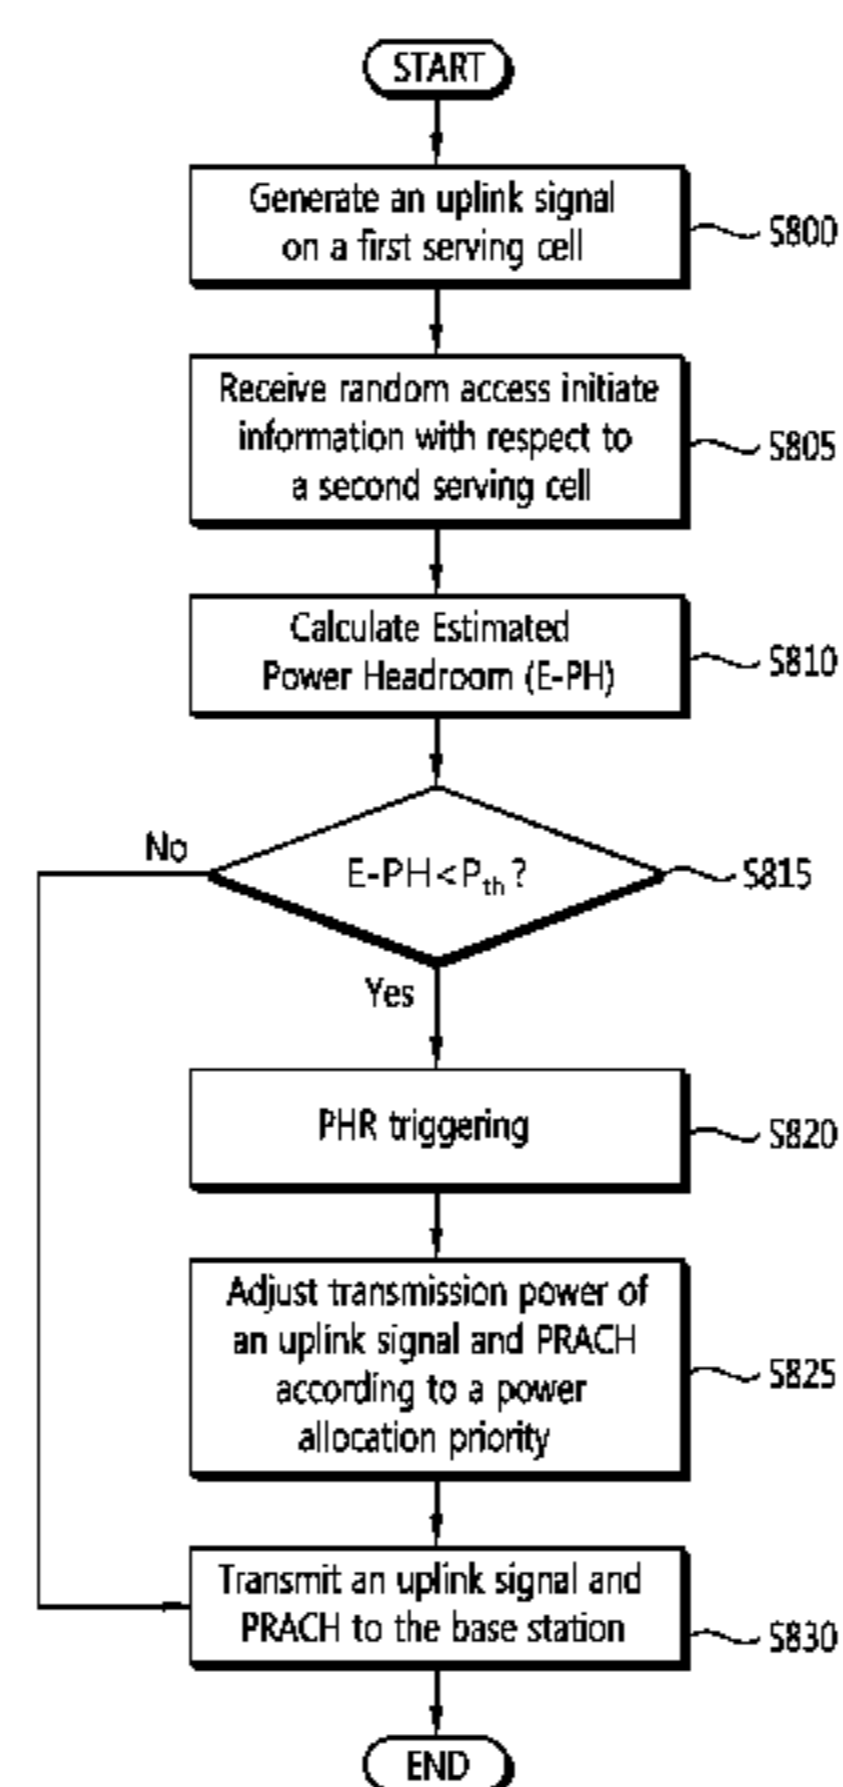 START
Generate an uplink signal
on a first serving cell
S800
Receive random access initiate
information with respect to
a second serving cell
S805
Calculate Estimated
Power Headroom (E-PH)
S810
No
E-PH<Pth?
S815
Yes
PHR triggering
S820
Adjust transmission power of
an uplink signal and PRACH
according to a power
allocation priority
S825
Transmit an uplink signal and
PRACH to the base station
S830
END